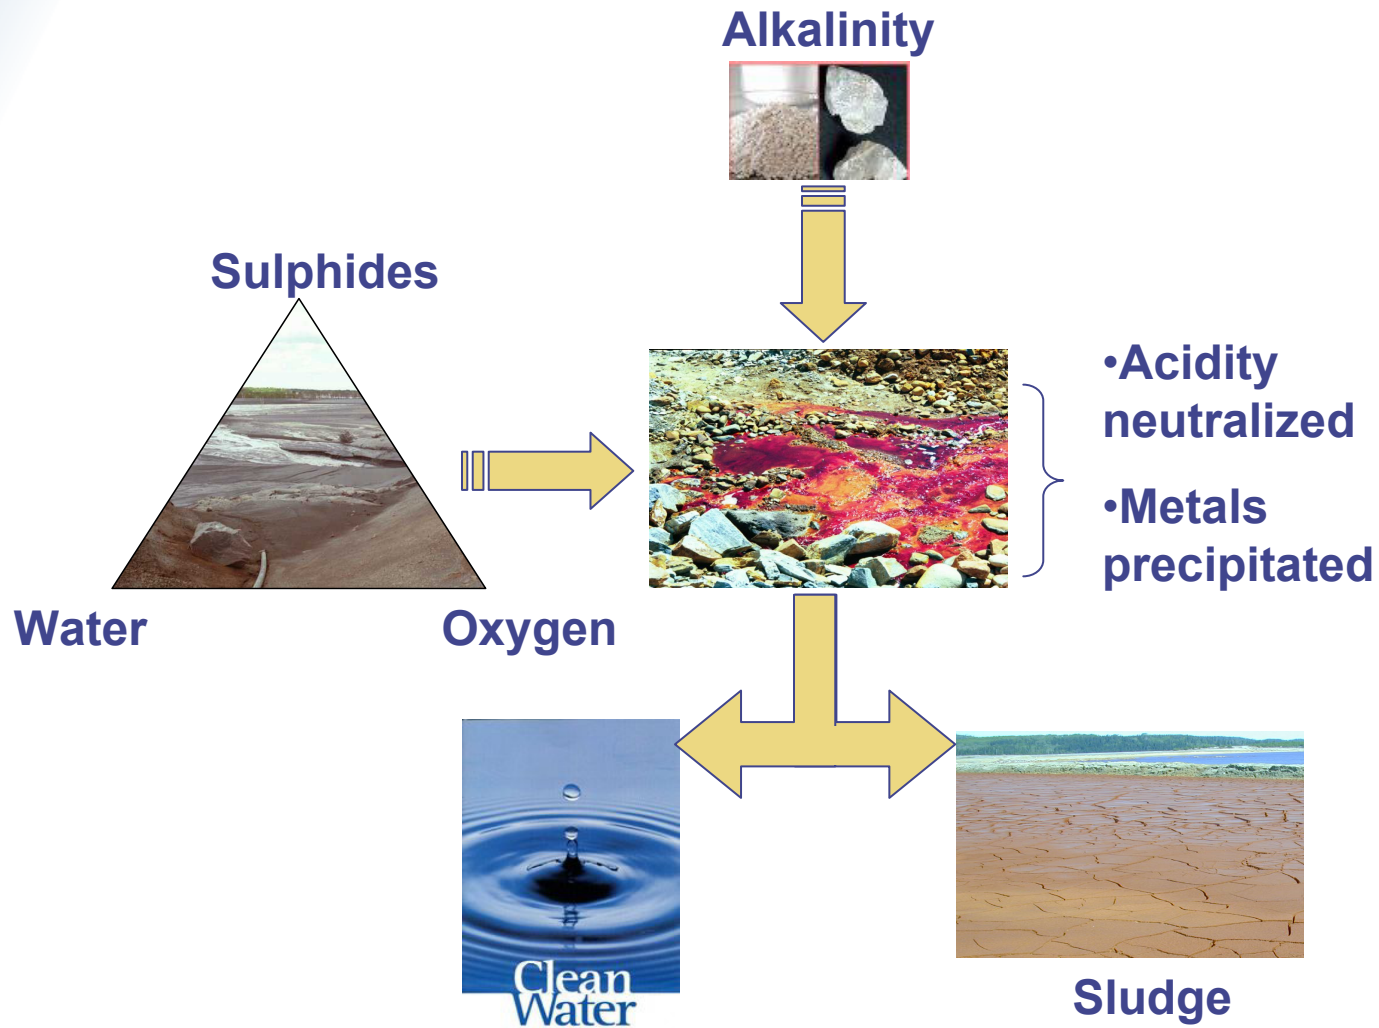 Alkalinity
Sulphides
•Acidity
neutralized
•Metals
precipitated
Water
Oxygen
Clean
Water
Sludge